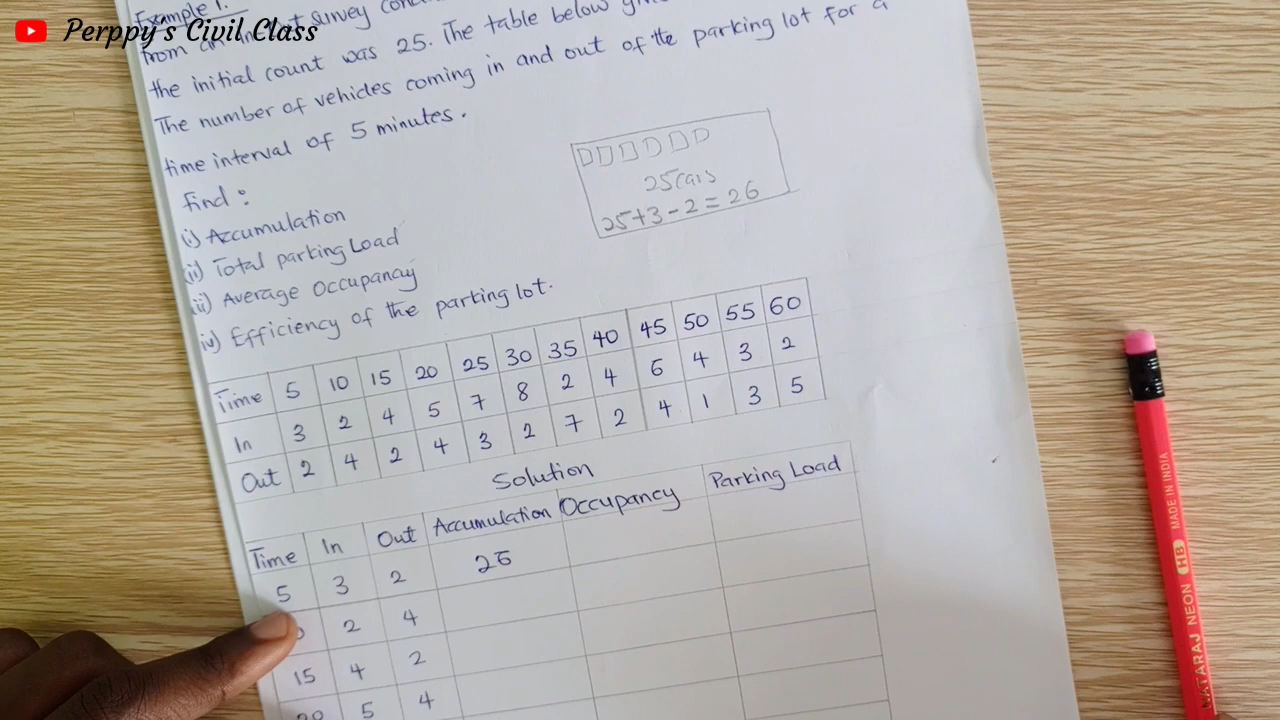 Perppy's Civil Class
Example 1.
from an survey
the initial count was 25. The table below
The number of vehicles coming in and out of the parking lot for a
time interval of 5 minutes.
find:
(i) Accumulation
(ii) Total parking Load
(iii) Average Occupancy
(iv) Efficiency of the parking lot.
25 Cars
25+3-2=26
Time 5 10 15 20 25 30 35 40 45 50 55 60
In 3 2 4 5 7 8 2 4 6 4 3 2
Out 2 4 2 4 3 2 7 2 4 1 3 5
Solution
Time In Out Accumulation Occupancy Parking Load
5 3 2 26
2 4
15 4 2
20 5 4
NATARAJ NEON HB MADE IN INDIA